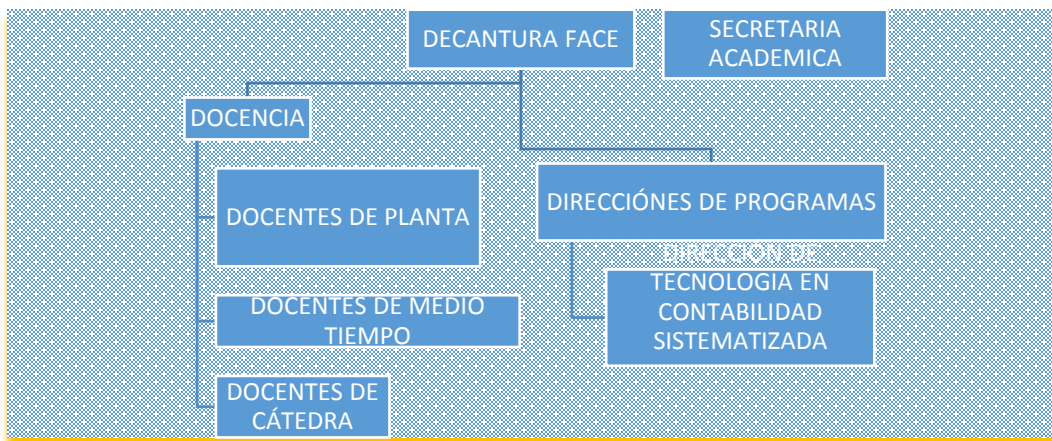 DECANTURA FACE
SECRETARIA
ACADEMICA
DOCENCIA
DOCENTES DE PLANTA
DOCENTES DE MEDIO
TIEMPO
DOCENTES DE
CÁTEDRA
DIRECCIÓNES DE PROGRAMAS
DIRECCIÓN DE
TECNOLOGIA EN
CONTABILIDAD
SISTEMATIZADA